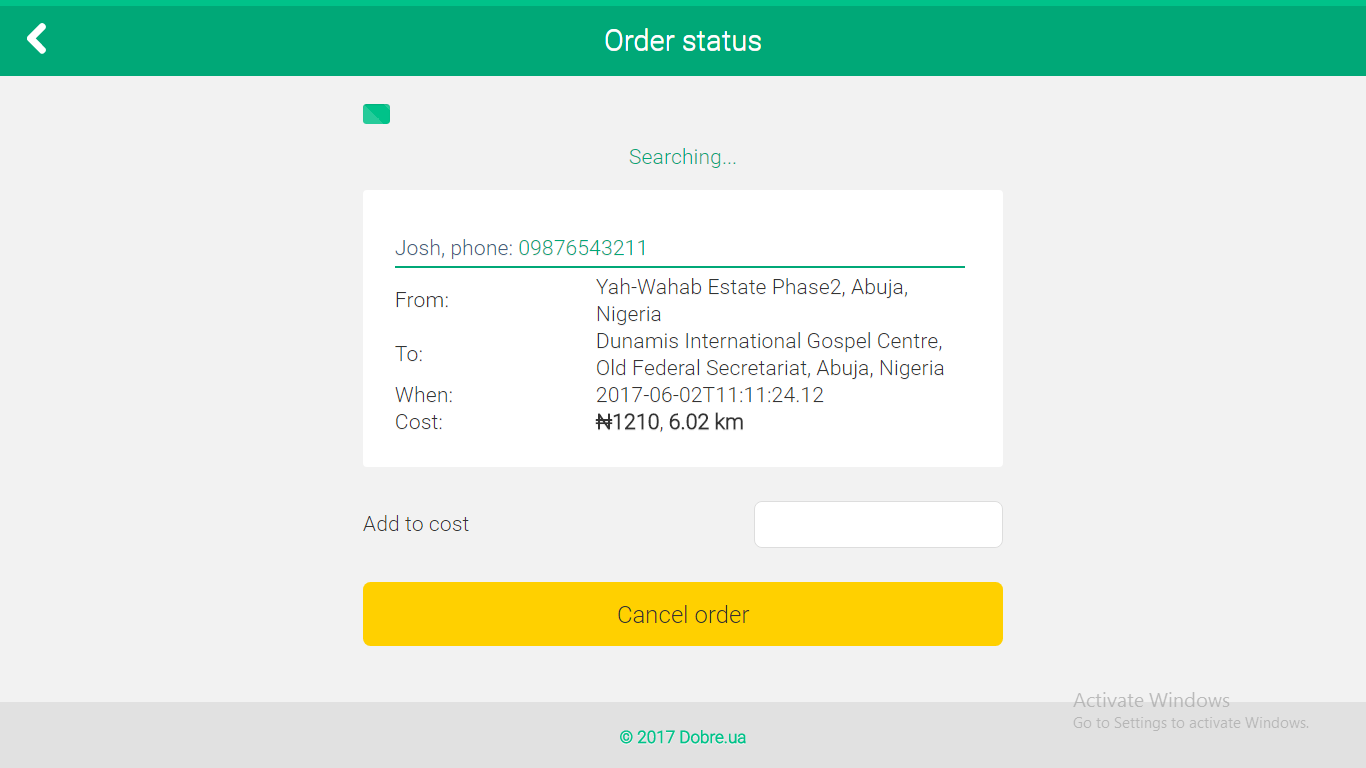 Order status
Searching...
Josh, phone: 09876543211
From:
Yah-Wahab Estate Phase2, Abuja,
Nigeria
To:
Dunamis International Gospel Centre,
Old Federal Secretariat, Abuja, Nigeria
When:
2017-06-02T11:11:24.12
Cost:
₦1210, 6.02 km
Add to cost
Cancel order
Activate Windows
Go to Settings to activate Windows.
© 2017 Dobre.ua